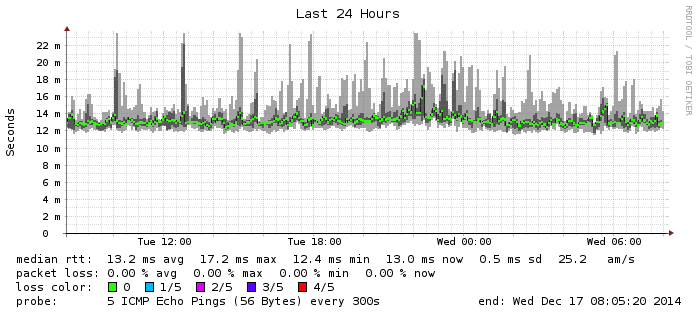 Last 24 Hours
RRDTOOL / TOBI OETIKER
Seconds
22 m
20 m
18 m
16 m
14 m
12 m
10 m
8 m
6 m
4 m
2 m
0
Tue 12:00 Tue 18:00 Wed 00:00 Wed 06:00
median rtt: 13.2 ms avg 17.2 ms max 12.4 ms min 13.0 ms now 0.5 ms sd 25.2 am/s
packet loss: 0.00 % avg 0.00 % max 0.00 % min 0.00 % now
loss color: 0 1/5 2/5 3/5 4/5
probe: 5 ICMP Echo Pings (56 Bytes) every 300s end: Wed Dec 17 08:05:20 2014